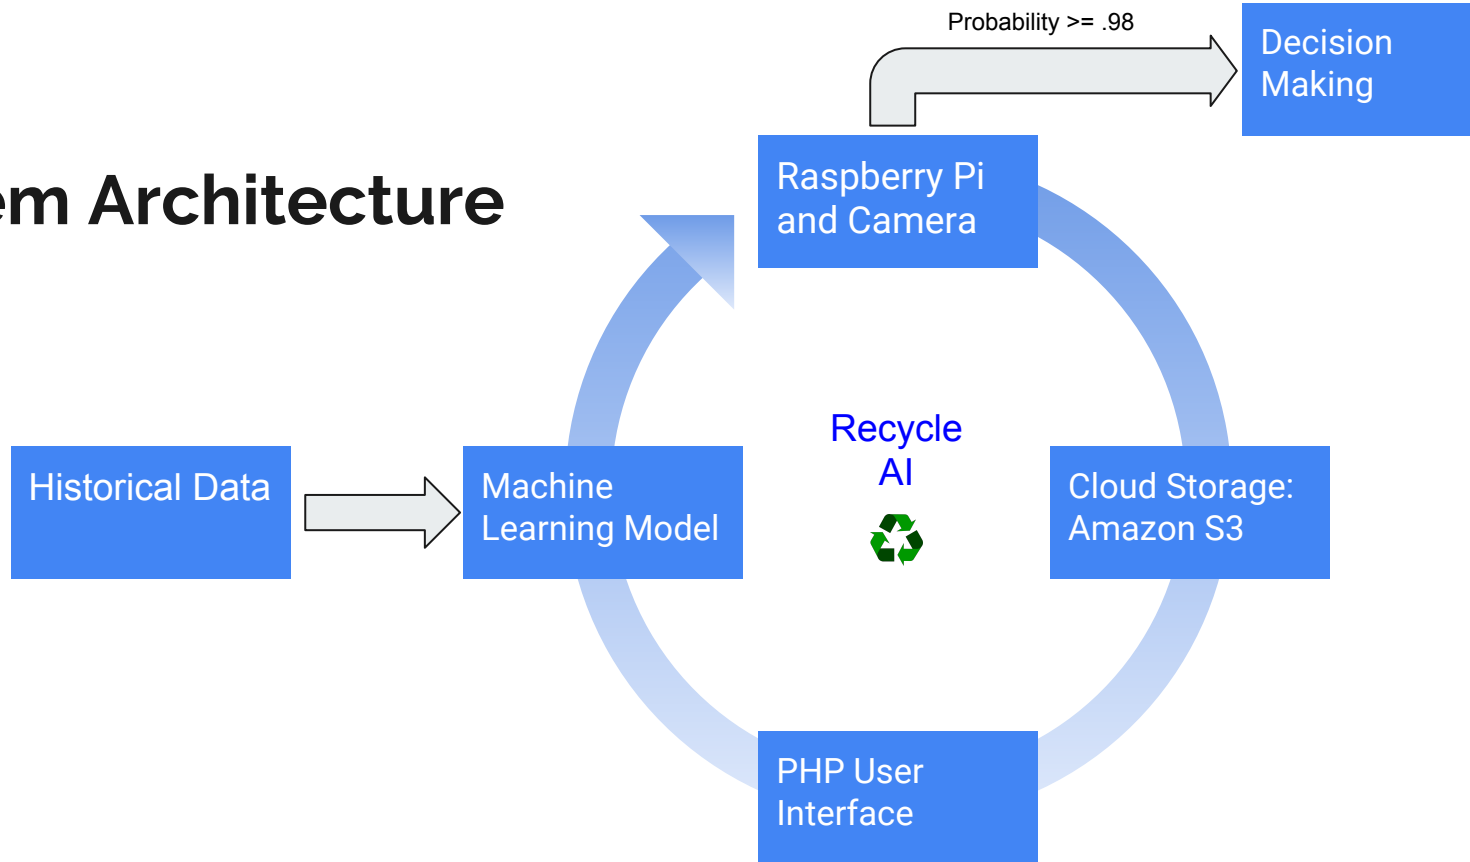 Probability >= .98
Decision
Making
Raspberry Pi
and Camera
em Architecture
Recycle
AI
Historical Data
Machine
Learning Model
Cloud Storage:
Amazon S3
PHP User
Interface